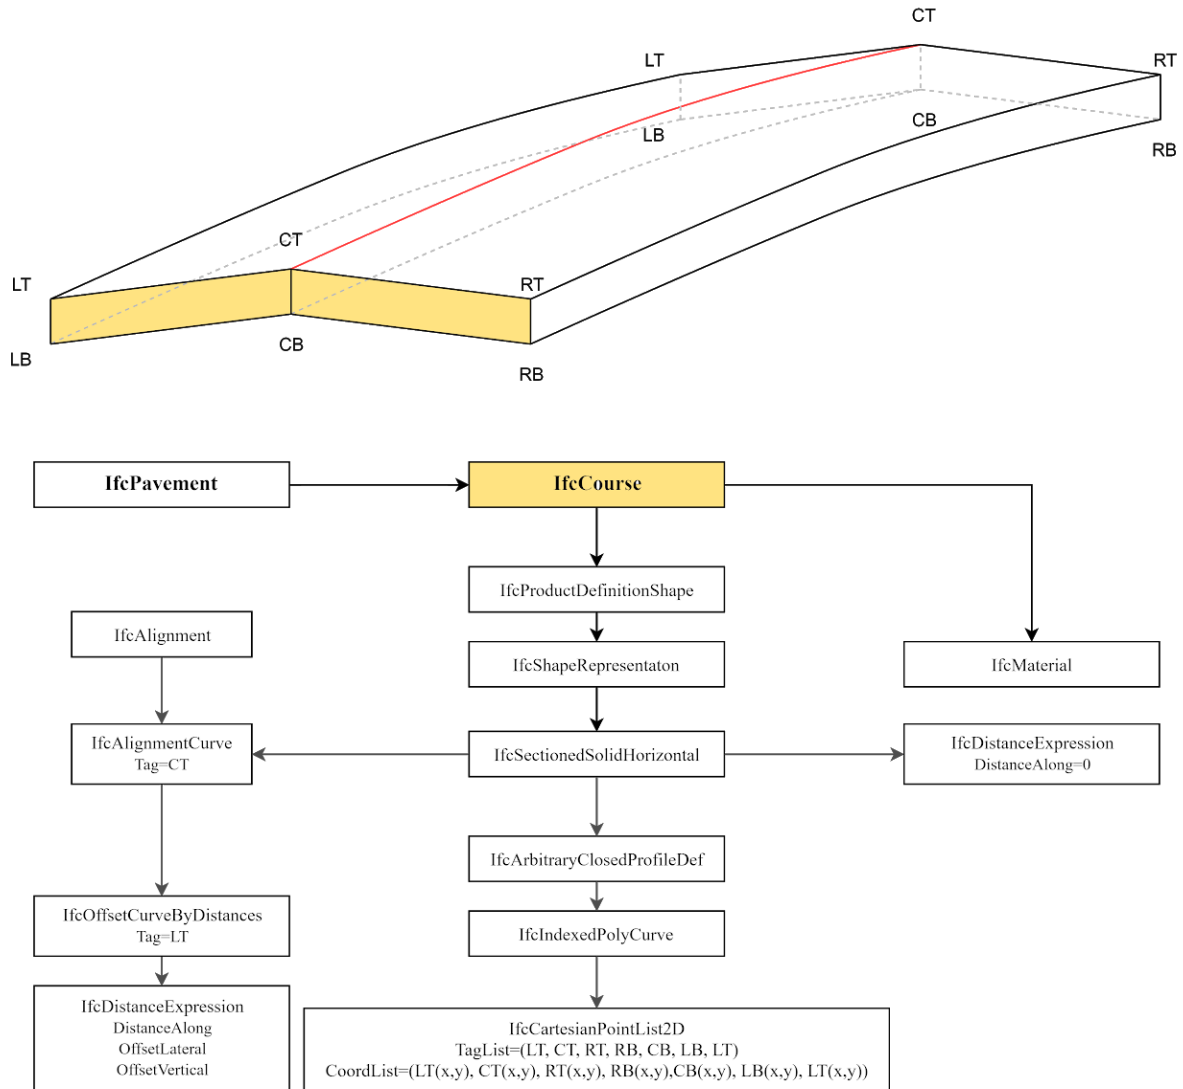 CT
LT
RT
LB
CB
RB
CT
LT
RT
LB
CB
RB
IfcPavement
IfcCourse
IfcProductDefinitionShape
IfcAlignment
IfcShapeRepresentaton
IfcMaterial
IfcAlignmentCurve
Tag=CT
IfcSectionedSolidHorizontal
IfcDistanceExpression
DistanceAlong=0
IfcArbitraryClosedProfileDef
IfcOffsetCurveByDistances
Tag=LT
IfcIndexedPolyCurve
IfcDistanceExpression
DistanceAlong
OffsetLateral
OffsetVertical
IfcCartesianPointList2D
TagList=(LT, CT, RT, RB, CB, LB, LT)
CoordList=(LT(x,y), CT(x,y), RT(x,y), RB(x,y),CB(x,y), LB(x,y), LT(x,y))